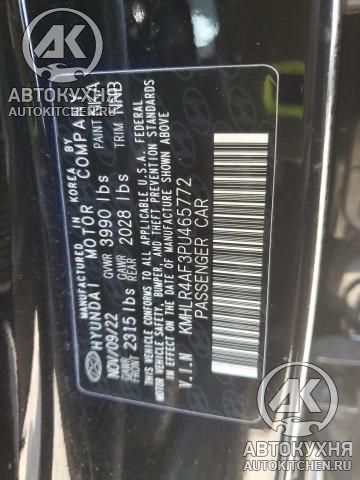 АВТОКУХНЯ
AUTOKITCHEN.RU
MANUFACTURED IN KOREA BY
HYUNDAI MOTOR COMPANY
NOV/09/22 GVWR 3990 lbs PAINT
GAWR FRONT 2315 lbs GAWR REAR 2028 lbs TRIM NNB
THIS VEHICLE CONFORMS TO ALL APPLICABLE U.S.A. FEDERAL
MOTOR VEHICLE SAFETY, BUMPER, AND THEFT PREVENTION STANDARDS
IN EFFECT ON THE DATE OF MANUFACTURE SHOWN ABOVE.
V.I.N KMHLR4AF3PU465772
PASSENGER CAR
АВТОКУХНЯ
AUTOKITCHEN.RU